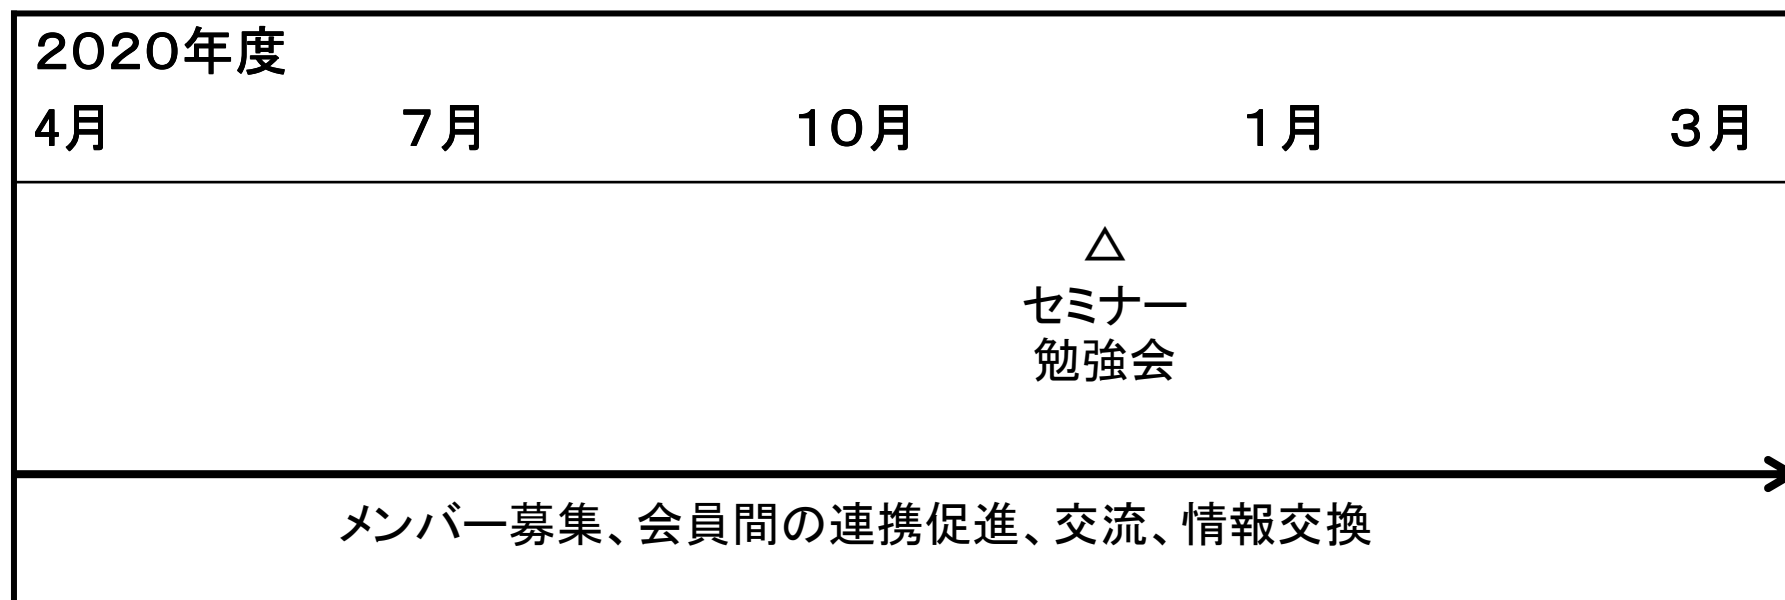 2020年度
4月 7月 10月 1月 3月
△
セミナー
勉強会
メンバー募集、会員間の連携促進、交流、情報交換